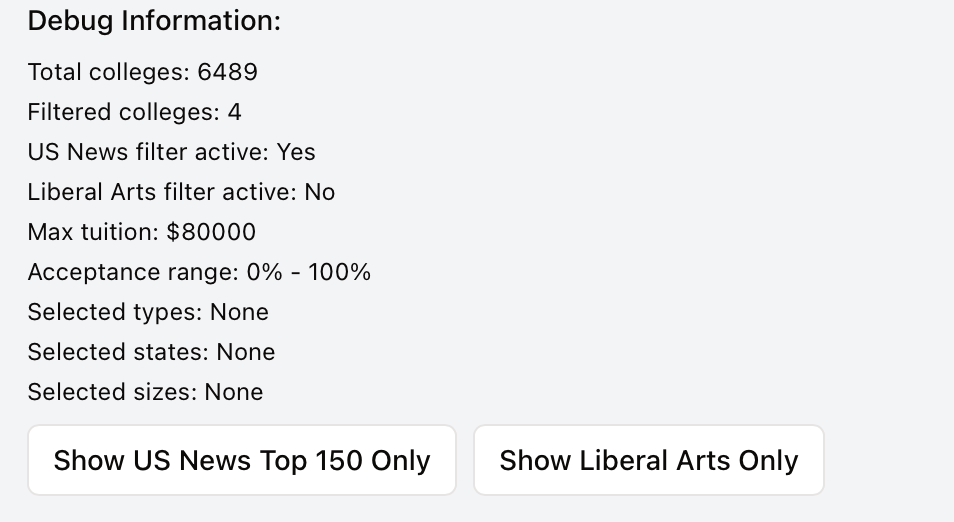 Debug Information:
Total colleges: 6489
Filtered colleges: 4
US News filter active: Yes
Liberal Arts filter active: No
Max tuition: $80000
Acceptance range: 0% - 100%
Selected types: None
Selected states: None
Selected sizes: None
Show US News Top 150 Only Show Liberal Arts Only